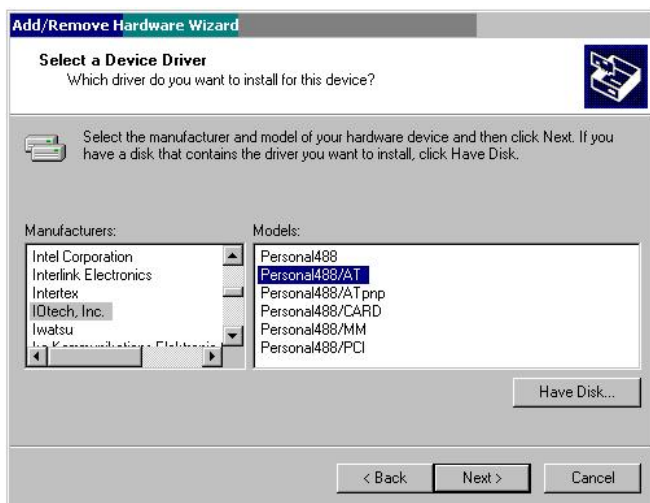 Add/Remove Hardware Wizard
Select a Device Driver
Which driver do you want to install for this device?
Select the manufacturer and model of your hardware device and then click Next. If you
have a disk that contains the driver you want to install, click Have Disk.
Manufacturers:
Intel Corporation
Interlink Electronics
Intertex
IOtech, Inc.
Iwatsu
Models:
Personal488
Personal488/AT
Personal488/ATpnp
Personal488/CARD
Personal488/MM
Personal488/PCI
Have Disk...
< Back
Next >
Cancel